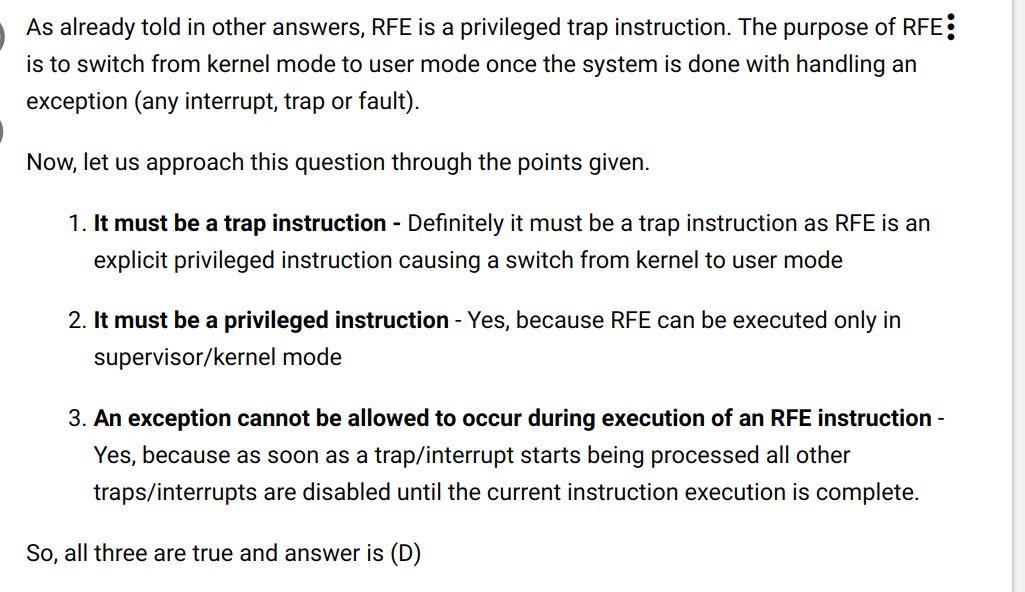 As already told in other answers, RFE is a privileged trap instruction. The purpose of RFE
is to switch from kernel mode to user mode once the system is done with handling an
exception (any interrupt, trap or fault).
Now, let us approach this question through the points given.
1. It must be a trap instruction - Definitely it must be a trap instruction as RFE is an
explicit privileged instruction causing a switch from kernel to user mode
2. It must be a privileged instruction - Yes, because RFE can be executed only in
supervisor/kernel mode
3. An exception cannot be allowed to occur during execution of an RFE instruction -
Yes, because as soon as a trap/interrupt starts being processed all other
traps/interrupts are disabled until the current instruction execution is complete.
So, all three are true and answer is (D)